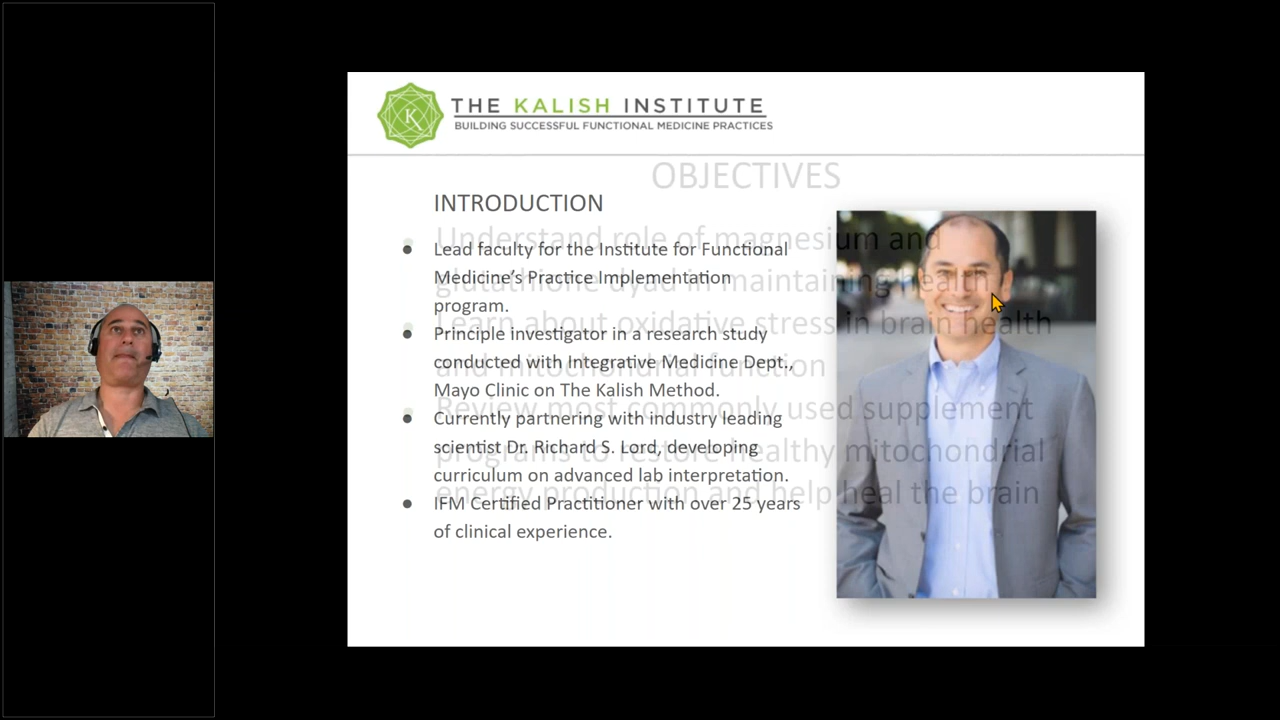 K
THE KALISH INSTITUTE
BUILDING SUCCESSFUL FUNCTIONAL MEDICINE PRACTICES
OBJECTIVES
INTRODUCTION
Understand role of magnesium and
glutathione dyad in maintaining health
Learn about oxidative stress in brain health
and mitochondrial function
Review most commonly used supplement
programs to restore healthy mitochondrial
energy production and help heal the brain
● Lead faculty for the Institute for Functional
Medicine's Practice Implementation
program.
● Principle investigator in a research study
conducted with Integrative Medicine Dept.,
Mayo Clinic on The Kalish Method.
● Currently partnering with industry leading
scientist Dr. Richard S. Lord, developing
curriculum on advanced lab interpretation.
● IFM Certified Practitioner with over 25 years
of clinical experience.